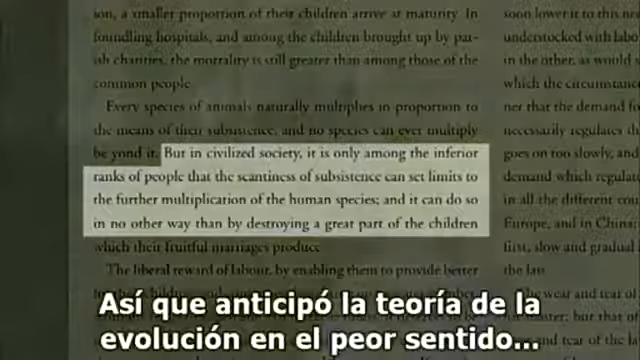 ion, a smaller proportion of their children arrive at maturity. In
foundling hospitals, and among the children brought up by par-
ish charities, the mortality is still greater than among those of the
common people.
Every species of animals naturally multiplies in proportion to
the means of their subsistence, and no species can ever multiply
be yond it. But in civilized society, it is only among the inferior
ranks of people that the scantiness of subsistence can set limits to
the further multiplication of the human species; and it can do so
in no other way than by destroying a great part of the children
which their fruitful marriages produce
The liberal reward of labour, by enabling them to provide better
soon lower it to this
understocked with
in the other, as would
which the circumstance
ner that the demand
necessarily regulates
goes on too slowly, and
demand which
in all the different
Europe, and in China;
first, slow and gradual
the last
The wear and tear of
but that of
and tear of the
Así que anticipó la teoría de la
evolución en el peor sentido...